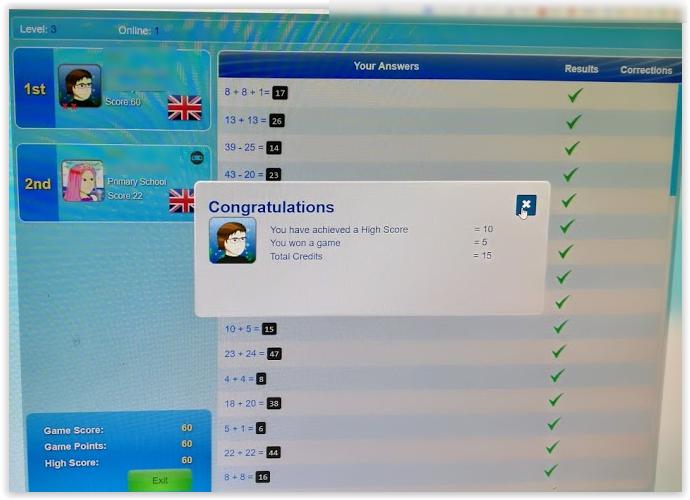 Level: 3
Online: 1
1st
Score:60
2nd
Primary School
Score:22
Your Answers
Results
Corrections
8 + 8 + 1= 17
13 + 13 = 26
39 - 25 = 14
43 - 20 = 23
Congratulations
You have achieved a High Score = 10
You won a game = 5
Total Credits = 15
10 + 5 = 15
23 + 24 = 47
4 + 4 = 8
18 + 20 = 38
5 + 1 = 6
22 + 22 = 44
8 + 8 = 16
Game Score: 60
Game Points: 60
High Score: 60
Exit